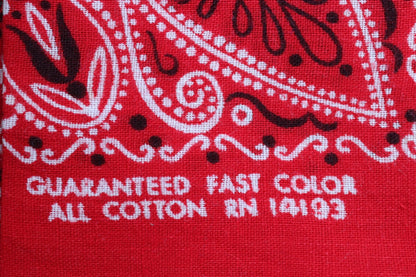 GUARANTEED FAST COLOR
ALL COTTON RN 14193